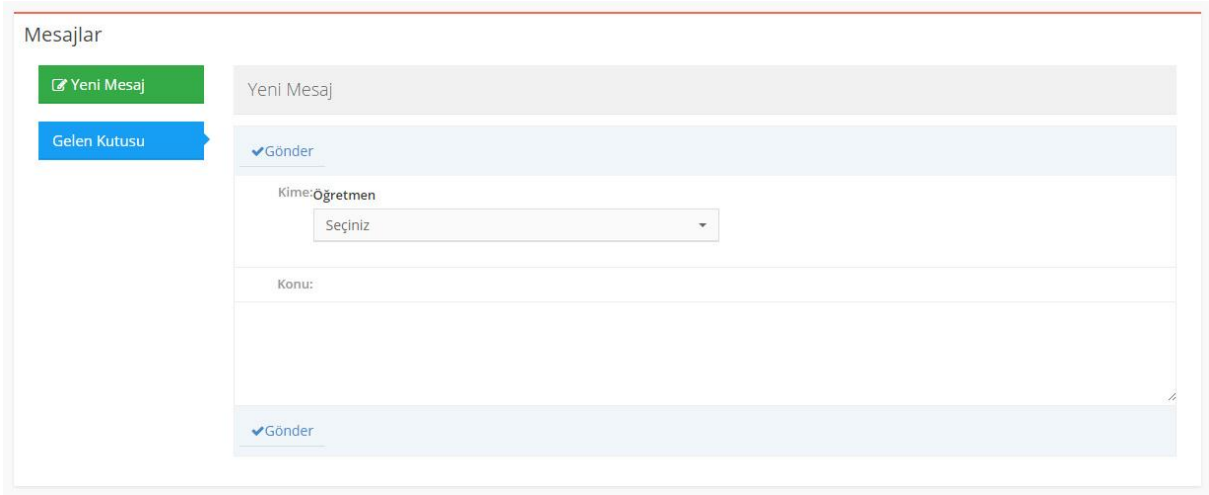 Mesajlar
Yeni Mesaj
Gelen Kutusu
Yeni Mesaj
Gönder
Kime:
Öğretmen
Seçiniz
Konu:
Gönder